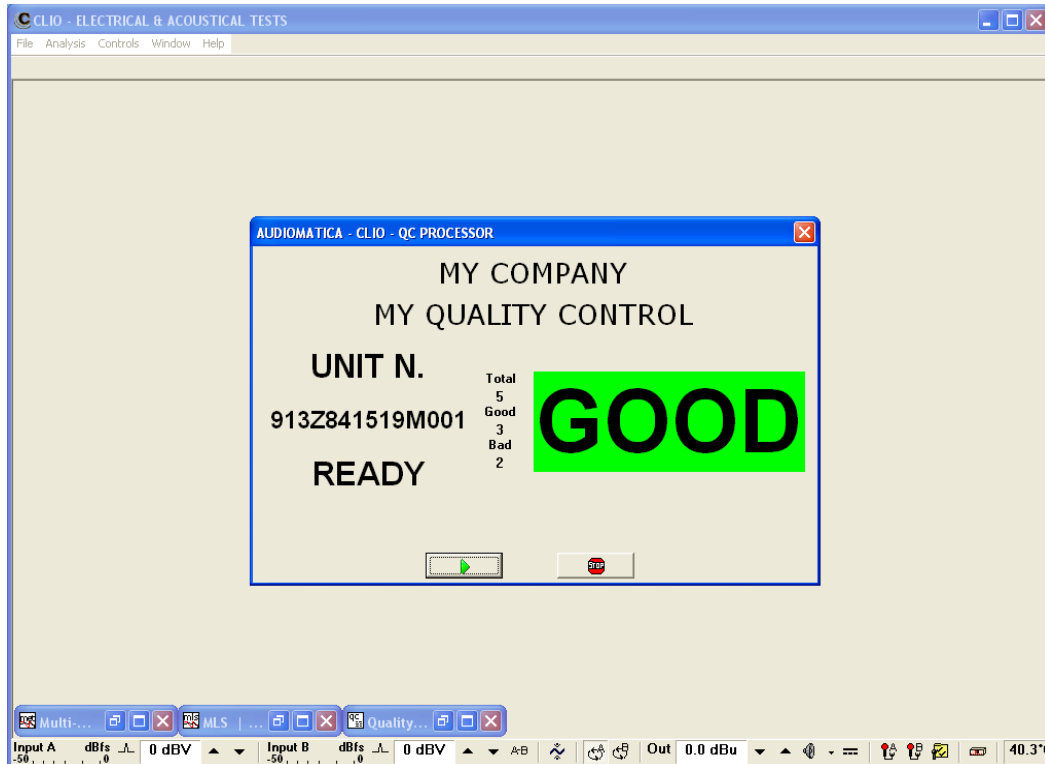 CLIO - ELECTRICAL & ACOUSTICAL TESTS
File Analysis Controls Window Help
AUDIOMATICA - CLIO - QC PROCESSOR
MY COMPANY
MY QUALITY CONTROL
UNIT N.
913Z841519M001
READY
Total
5
Good
3
Bad
2
GOOD
STOP
Multi-...
MLS | ...
Quality...
Input A dBfs 0 dBV Input B dBfs 0 dBV A-B Out 0.0 dBu 40.3°
-50 0 -50 0